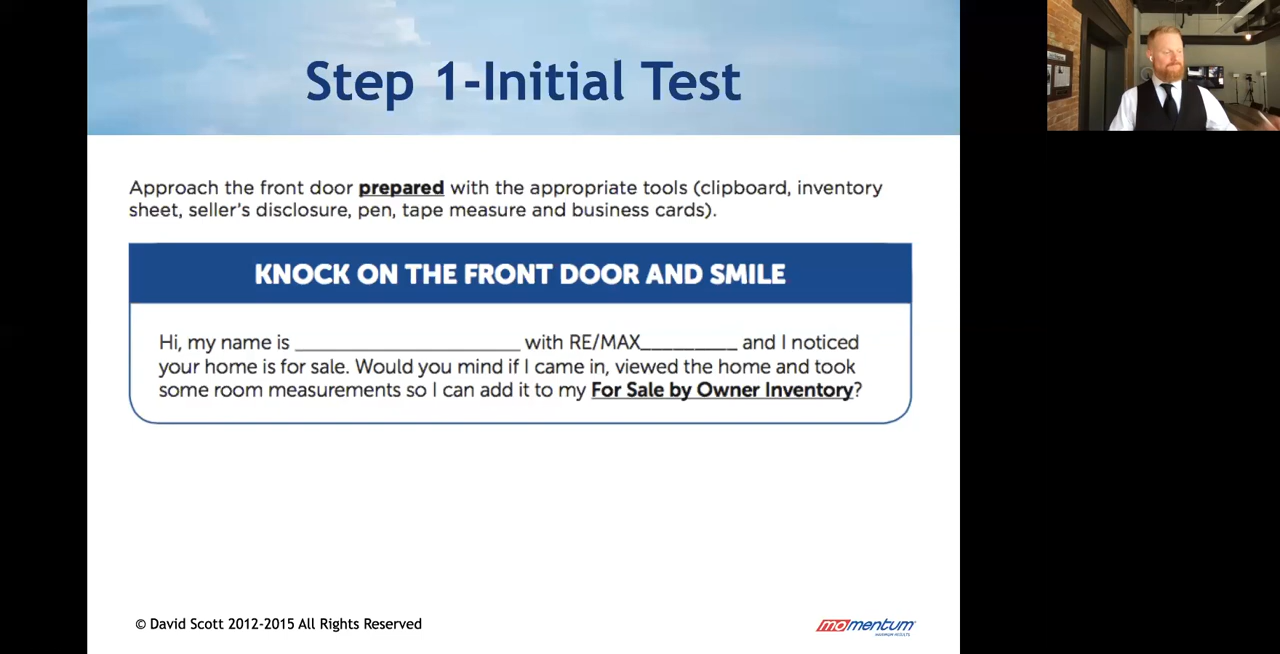 Step 1-Initial Test
Approach the front door prepared with the appropriate tools (clipboard, inventory
sheet, seller's disclosure, pen, tape measure and business cards).
KNOCK ON THE FRONT DOOR AND SMILE
Hi, my name is ____________________ with RE/MAX_________ and I noticed
your home is for sale. Would you mind if I came in, viewed the home and took
some room measurements so I can add it to my For Sale by Owner Inventory?
© David Scott 2012-2015 All Rights Reserved
momentum